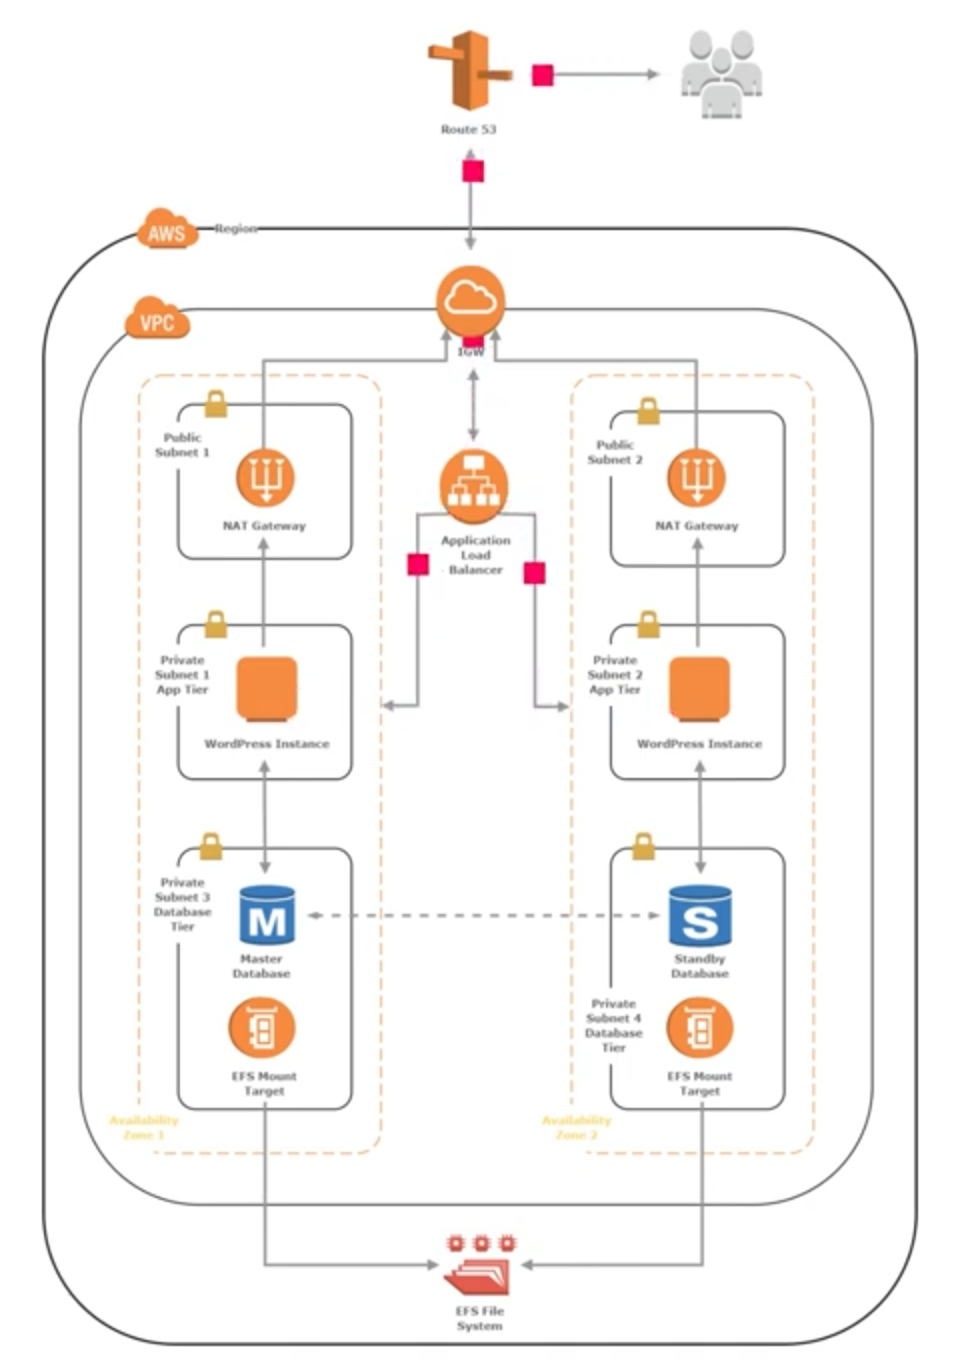 Route 53
AWS
Region
VPC
IGW
Public
Subnet 1
NAT Gateway
Application
Load
Balancer
Public
Subnet 2
NAT Gateway
Private
Subnet 1
App Tier
WordPress Instance
Private
Subnet 2
App Tier
WordPress Instance
Private
Subnet 3
Database
Tier
M
Master
Database
S
Standby
Database
EFS Mount
Target
Private
Subnet 4
Database
Tier
EFS Mount
Target
Availability
Zone 1
Availability
Zone 2
EFS File
System